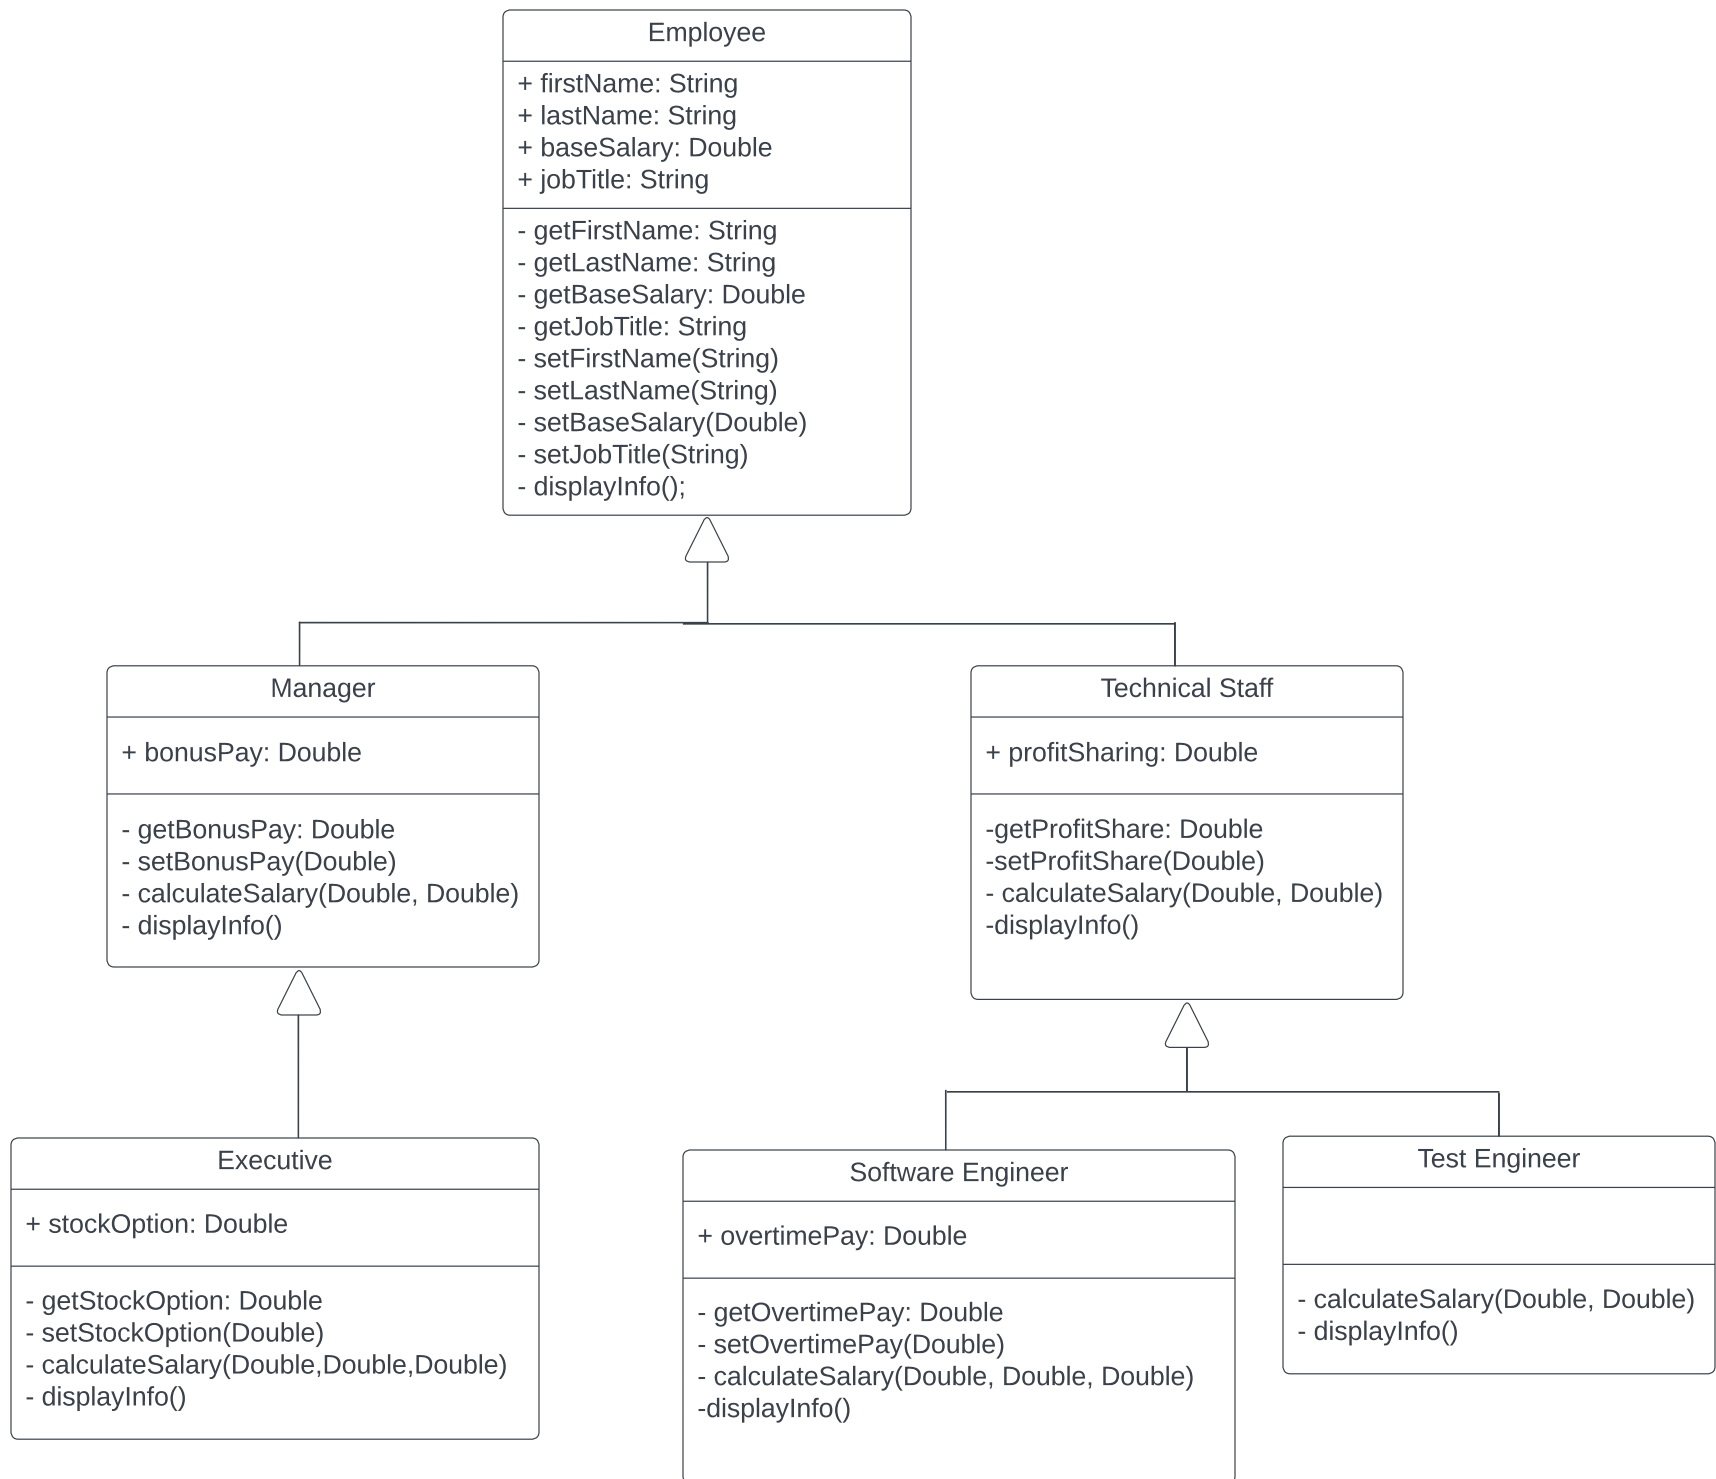 Employee
+ firstName: String
+ lastName: String
+ baseSalary: Double
+ jobTitle: String
- getFirstName: String
- getLastName: String
- getBaseSalary: Double
- getJobTitle: String
- setFirstName(String)
- setLastName(String)
- setBaseSalary(Double)
- setJobTitle(String)
- displayInfo();
Manager
+ bonusPay: Double
- getBonusPay: Double
- setBonusPay(Double)
- calculateSalary(Double, Double)
- displayInfo()
Technical Staff
+ profitSharing: Double
-getProfitShare: Double
-setProfitShare(Double)
- calculateSalary(Double, Double)
-displayInfo()
Executive
+ stockOption: Double
- getStockOption: Double
- setStockOption(Double)
- calculateSalary(Double,Double,Double)
- displayInfo()
Software Engineer
+ overtimePay: Double
- getOvertimePay: Double
- setOvertimePay(Double)
- calculateSalary(Double, Double, Double)
-displayInfo()
Test Engineer
- calculateSalary(Double, Double)
- displayInfo()